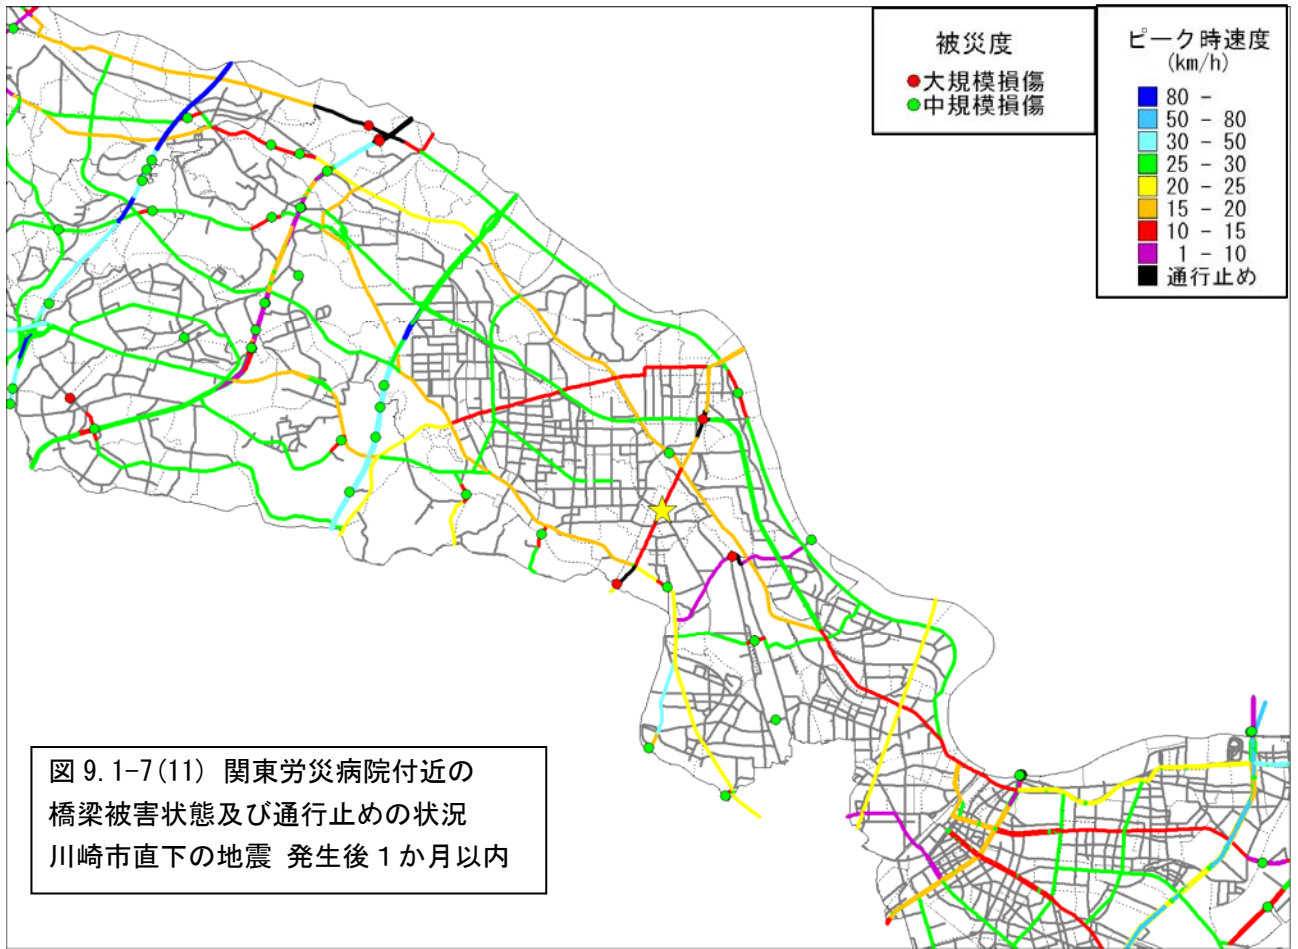 被災度
大規模損傷
中規模損傷
ピーク時速度
(km/h)
80 -
50 - 80
30 - 50
25 - 30
20 - 25
15 - 20
10 - 15
1 - 10
通行止め
図 9.1-7(11) 関東労災病院付近の
橋梁被害状態及び通行止めの状況
川崎市直下の地震 発生後１か月以内